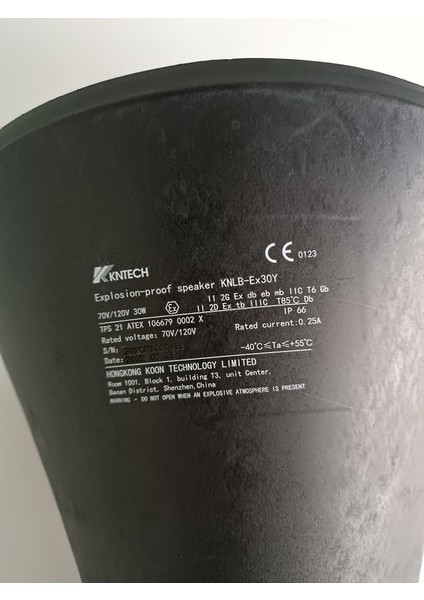 CE 0123
KNTECH
Explosion-proof speaker KNLB-Ex30Y
70V/120V 30W Ex II 2G Ex db eb mb IIC T6 Gb
II 2D Ex tb IIIC T85℃ Db
TPS 21 ATEX 106679 0002 X IP 66
Rated voltage: 70V/120V Rated current: 0.25A
S/N:
Date: -40℃≤Ta≤+55℃
HONGKONG KOON TECHNOLOGY LIMITED
Room 1001, Block 1, building T3, unit Center,
Baoan District, Shenzhen,China
WARNING - DO NOT OPEN WHEN AN EXPLOSIVE ATMOSPHERE IS PRESENT